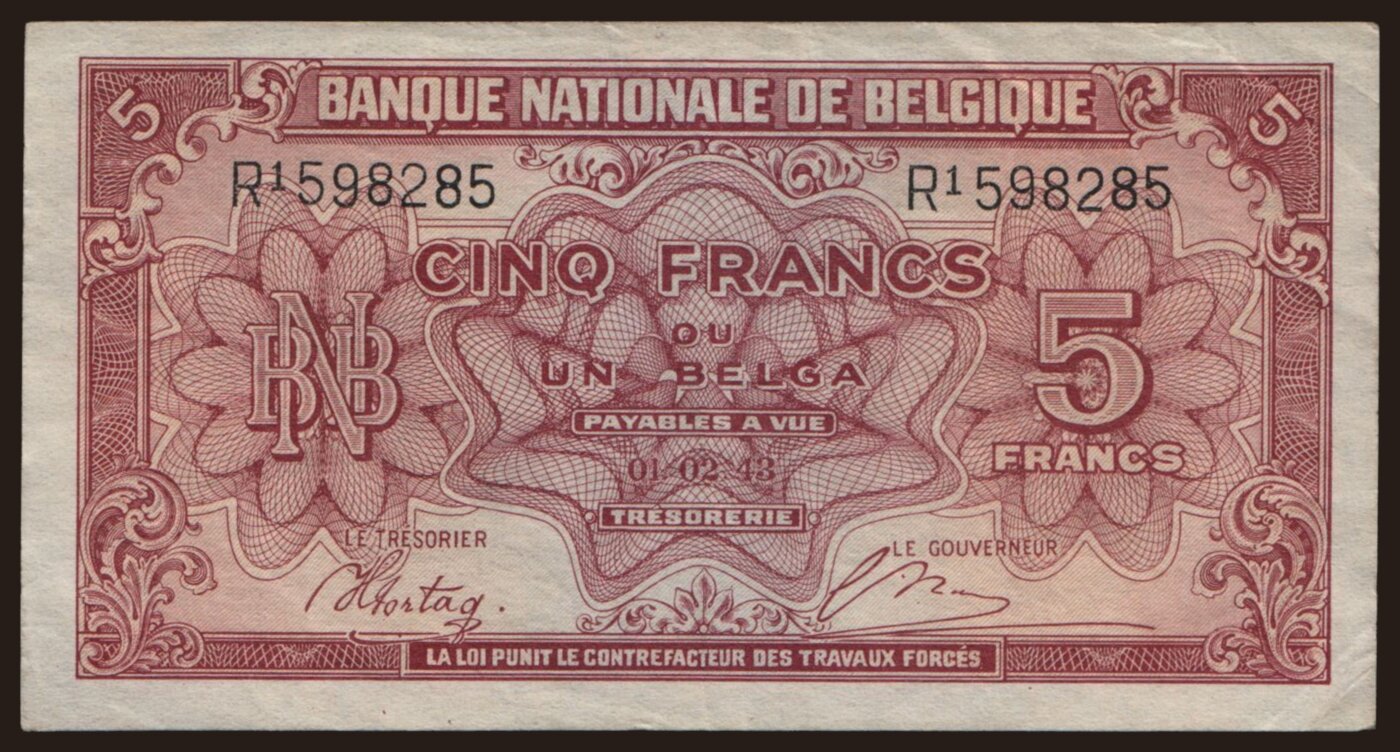 5 BANQUE NATIONALE DE BELGIQUE 5
R1598285 R1598285
CINQ FRANCS
OU
UN BELGA
BNB 5
PAYABLES A VUE
FRANCS
01-02-43
TRÉSORERIE
LE TRÉSORIER LE GOUVERNEUR
LA LOI PUNIT LE CONTREFACTEUR DES TRAVAUX FORCÉS